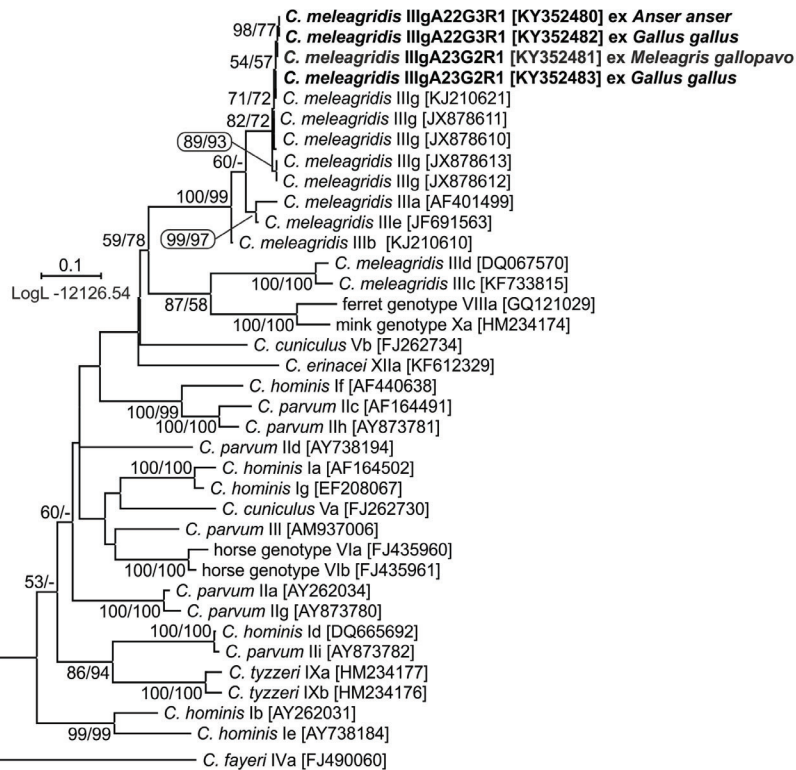 C. meleagridis IIIgA22G3R1 [KY352480] ex Anser anser
98/77
C. meleagridis IIIgA22G3R1 [KY352482] ex Gallus gallus
54/57
C. meleagridis IIIgA23G2R1 [KY352481] ex Meleagris gallopavo
C. meleagridis IIIgA23G2R1 [KY352483] ex Gallus gallus
71/72
C. meleagridis IIIg [KJ210621]
82/72
C. meleagridis IIIg [JX878611]
89/93
C. meleagridis IIIg [JX878610]
60/-
C. meleagridis IIIg [JX878613]
C. meleagridis IIIg [JX878612]
100/99
C. meleagridis IIIa [AF401499]
C. meleagridis IIIe [JF691563]
59/78
99/97
C. meleagridis IIIb [KJ210610]
0.1
LogL -12126.54
C. meleagridis IIId [DQ067570]
100/100
C. meleagridis IIIc [KF733815]
87/58
ferret genotype VIIIa [GQ121029]
100/100
mink genotype Xa [HM234174]
C. cuniculus Vb [FJ262734]
C. erinacei XIIa [KF612329]
C. hominis If [AF440638]
100/99
C. parvum IIc [AF164491]
100/100
C. parvum IIh [AY873781]
C. parvum IId [AY738194]
100/100
C. hominis Ia [AF164502]
C. hominis Ig [EF208067]
60/-
C. cuniculus Va [FJ262730]
C. parvum III [AM937006]
horse genotype VIa [FJ435960]
100/100
horse genotype VIb [FJ435961]
53/-
C. parvum IIa [AY262034]
100/100
C. parvum IIg [AY873780]
100/100
C. hominis Id [DQ665692]
C. parvum IIi [AY873782]
86/94
C. tyzzeri IXa [HM234177]
100/100
C. tyzzeri IXb [HM234176]
C. hominis Ib [AY262031]
99/99
C. hominis Ie [AY738184]
C. fayeri IVa [FJ490060]